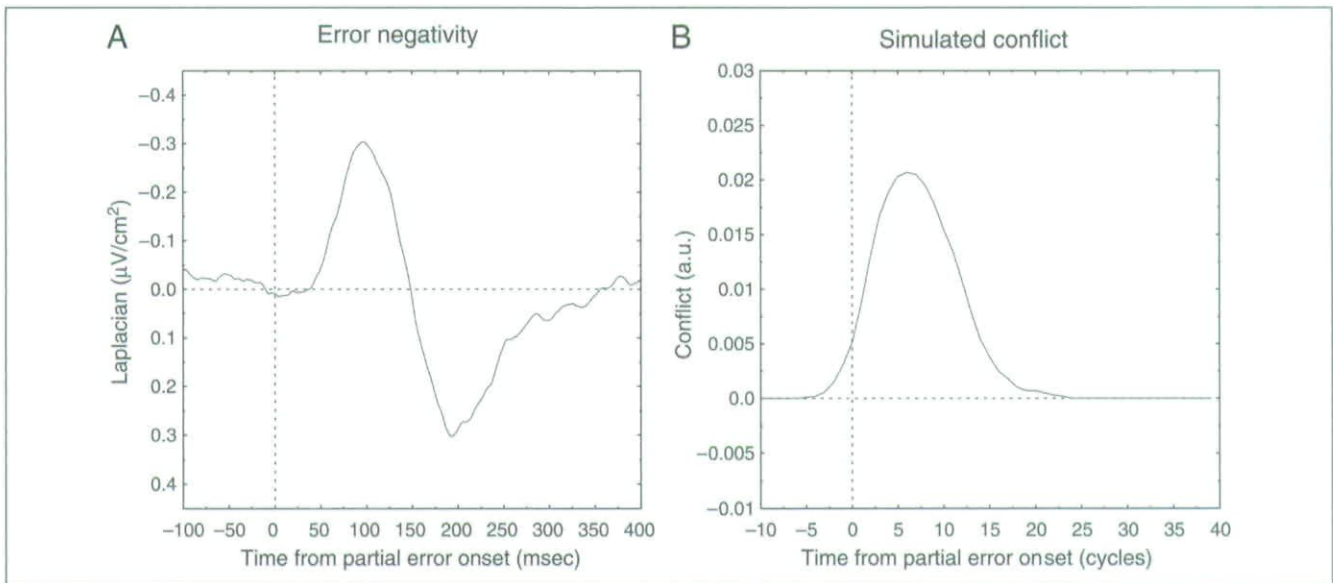 A
Error negativity
−0.4
−0.3
−0.2
−0.1
0.0
0.1
0.2
0.3
0.4
Laplacian (μV/cm²)
−100 −50 0 50 100 150 200 250 300 350 400
Time from partial error onset (msec)
B
Simulated conflict
0.03
0.025
0.02
0.015
0.01
0.005
0.0
−0.005
−0.01
Conflict (a.u.)
−10 −5 0 5 10 15 20 25 30 35 40
Time from partial error onset (cycles)